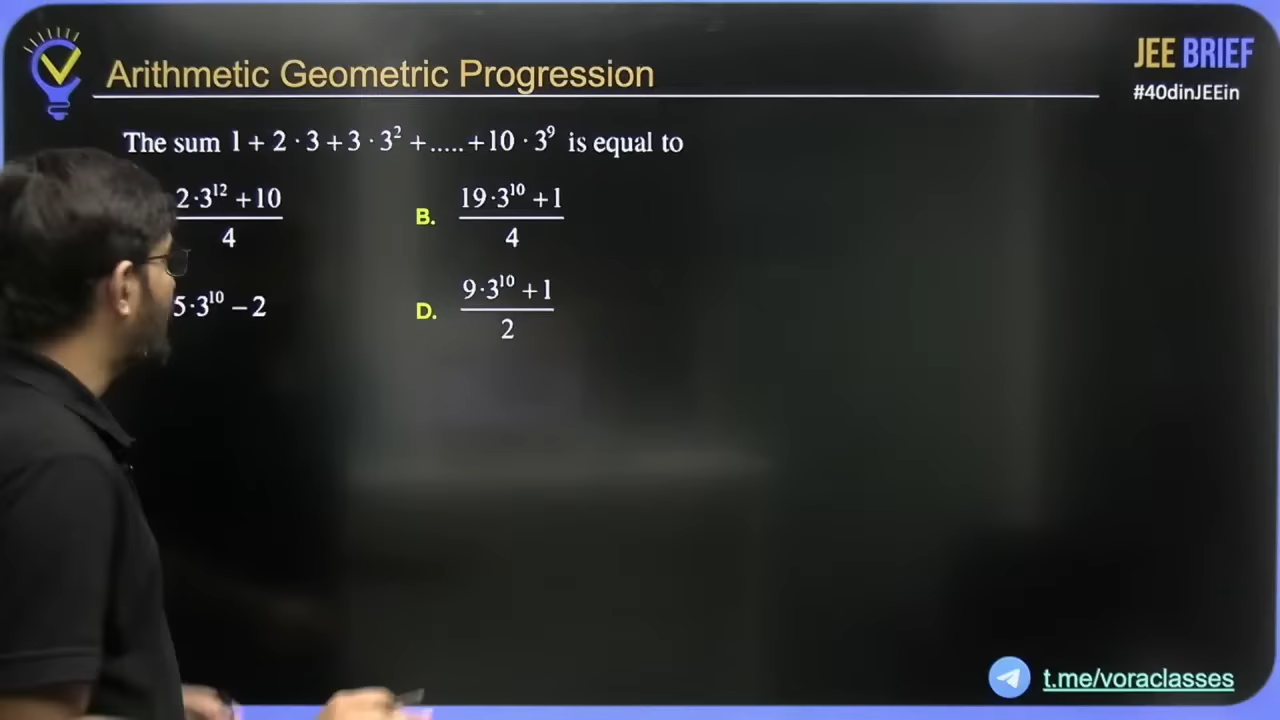 Arithmetic Geometric Progression
JEE BRIEF
#40dinJEEin
The sum 1 + 2 · 3 + 3 · 3² + ..... + 10 · 3⁹ is equal to
2·3¹² + 10
4
B. 19·3¹⁰ + 1
4
5·3¹⁰ − 2
D. 9·3¹⁰ + 1
2
t.me/voraclasses